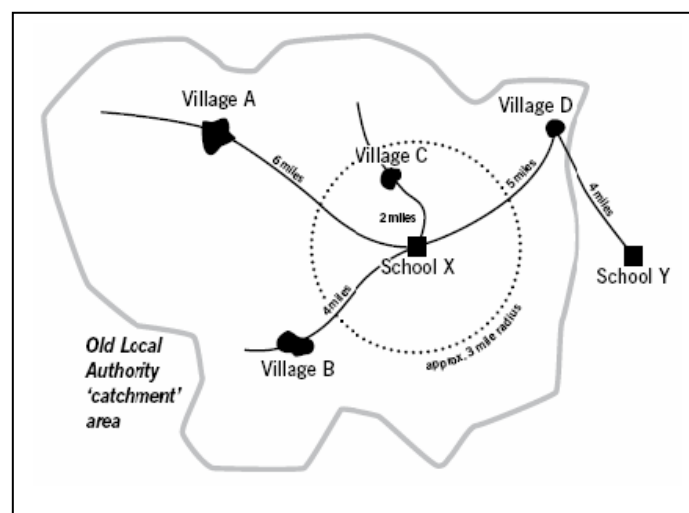 Village A
Village D
Village C
6 miles
5 miles
4 miles
2 miles
School X
School Y
4 miles
approx. 3 mile radius
Village B
Old Local
Authority
‘catchment’
area